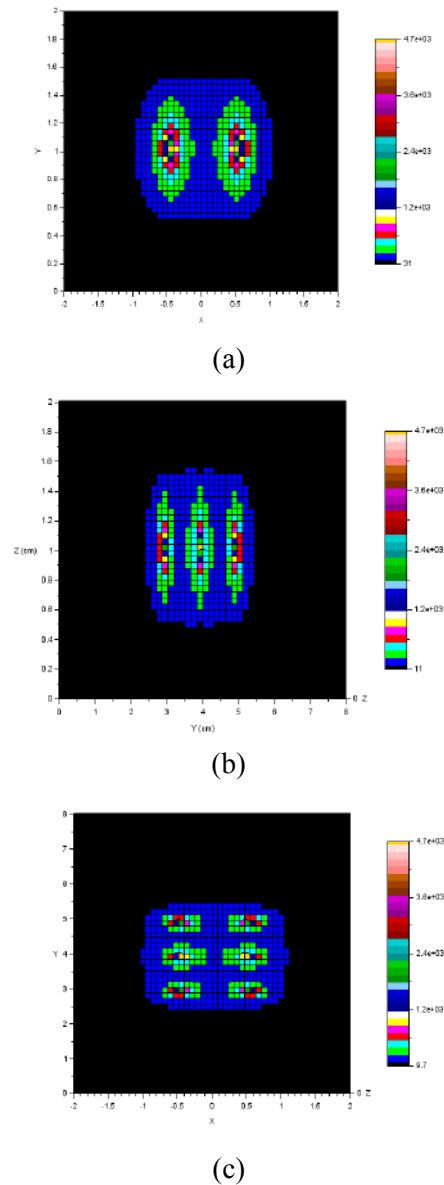 2
1.8
1.6
1.4
1.2
Y
1
0.8
0.6
0.4
0.2
0
-2
-1.5
-1
-0.5
0
0.5
1
1.5
2
X
4.7e+03
3.6e+03
2.4e+03
1.2e+03
31
(a)
2
1.8
1.6
1.4
1.2
Z (cm)
1
0.8
0.6
0.4
0.2
0
0
1
2
3
4
5
6
7
8
0 Z
Y (cm)
4.7e+03
3.6e+03
2.4e+03
1.2e+03
11
(b)
8
7
6
5
Y
4
3
2
1
0
-2
-1.5
-1
-0.5
0
0.5
1
1.5
2
0 Z
X
4.7e+03
3.6e+03
2.4e+03
1.2e+03
9.7
(c)